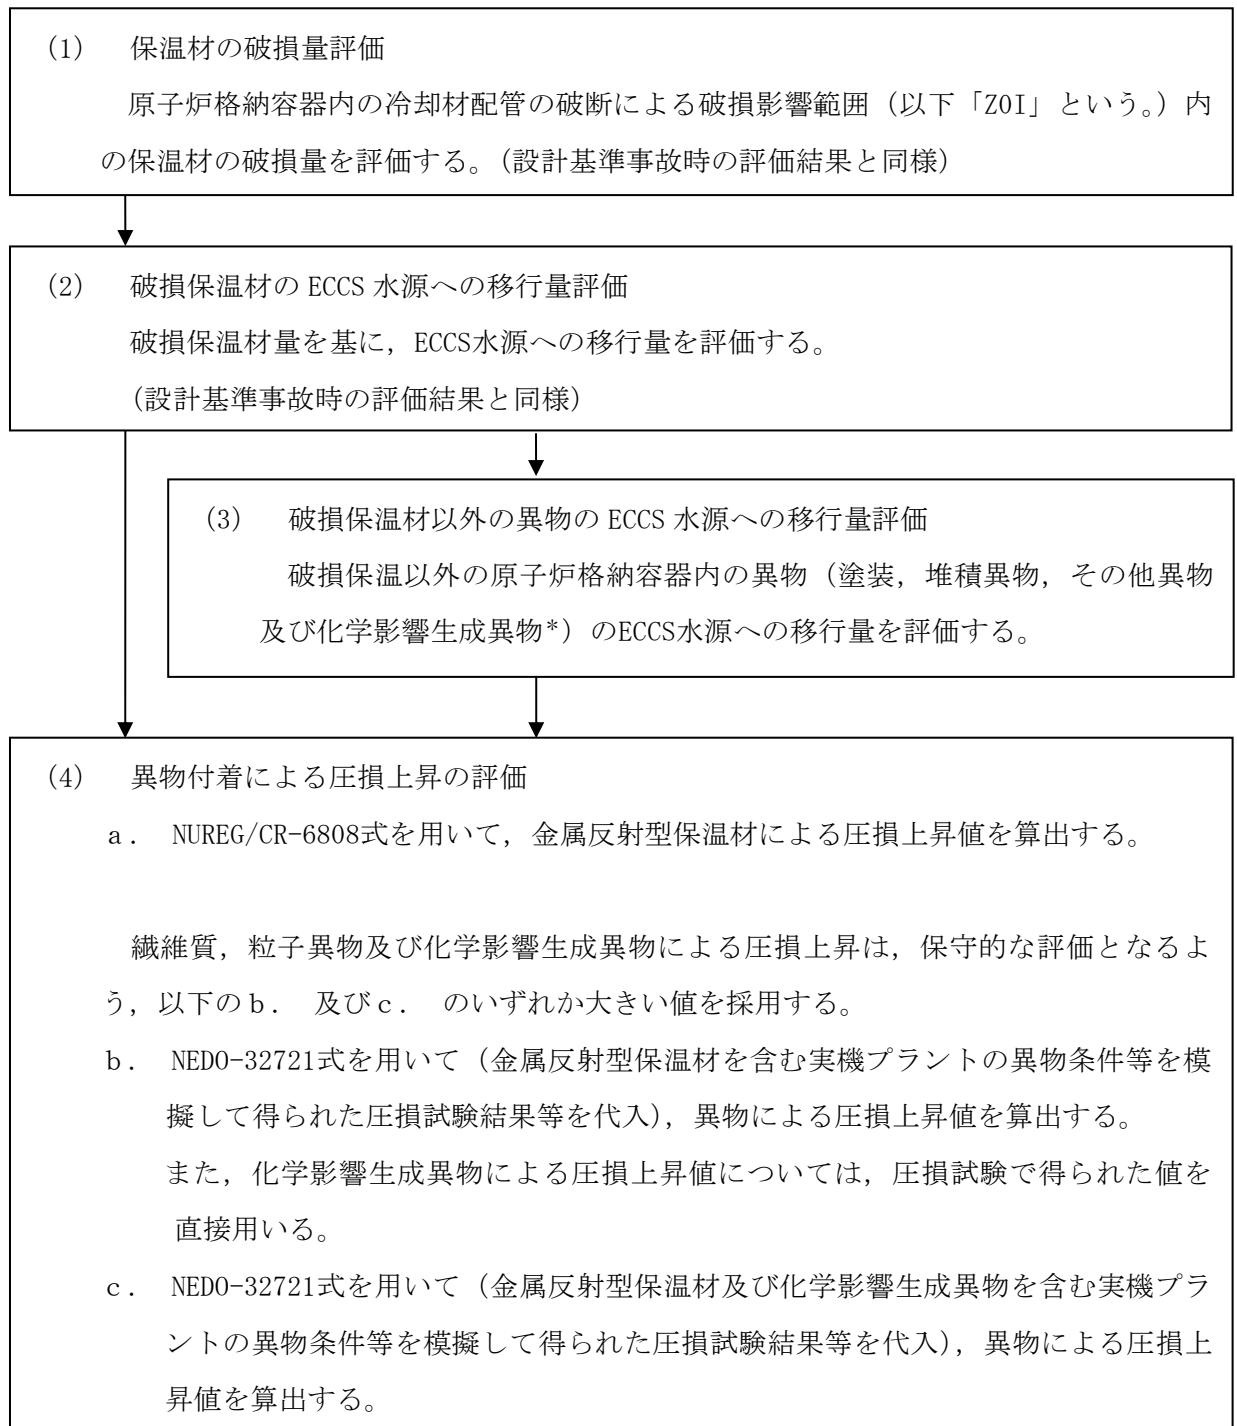 (1)　保温材の破損量評価
原子炉格納容器内の冷却材配管の破断による破損影響範囲（以下「ZOI」という。）内
の保温材の破損量を評価する。（設計基準事故時の評価結果と同様）
(2)　破損保温材の ECCS 水源への移行量評価
破損保温材量を基に，ECCS水源への移行量を評価する。
（設計基準事故時の評価結果と同様）
(3)　破損保温材以外の異物の ECCS 水源への移行量評価
破損保温以外の原子炉格納容器内の異物（塗装，堆積異物，その他異物
及び化学影響生成異物*）のECCS水源への移行量を評価する。
(4)　異物付着による圧損上昇の評価
ａ．　NUREG/CR-6808式を用いて，金属反射型保温材による圧損上昇値を算出する。
繊維質，粒子異物及び化学影響生成異物による圧損上昇は，保守的な評価となるよ
う，以下のｂ．　及びｃ．　のいずれか大きい値を採用する。
ｂ．　NEDO-32721式を用いて（金属反射型保温材を含む実機プラントの異物条件等を模
擬して得られた圧損試験結果等を代入），異物による圧損上昇値を算出する。
また，化学影響生成異物による圧損上昇値については，圧損試験で得られた値を
直接用いる。
ｃ．　NEDO-32721式を用いて（金属反射型保温材及び化学影響生成異物を含む実機プラ
ントの異物条件等を模擬して得られた圧損試験結果等を代入），異物による圧損上
昇値を算出する。